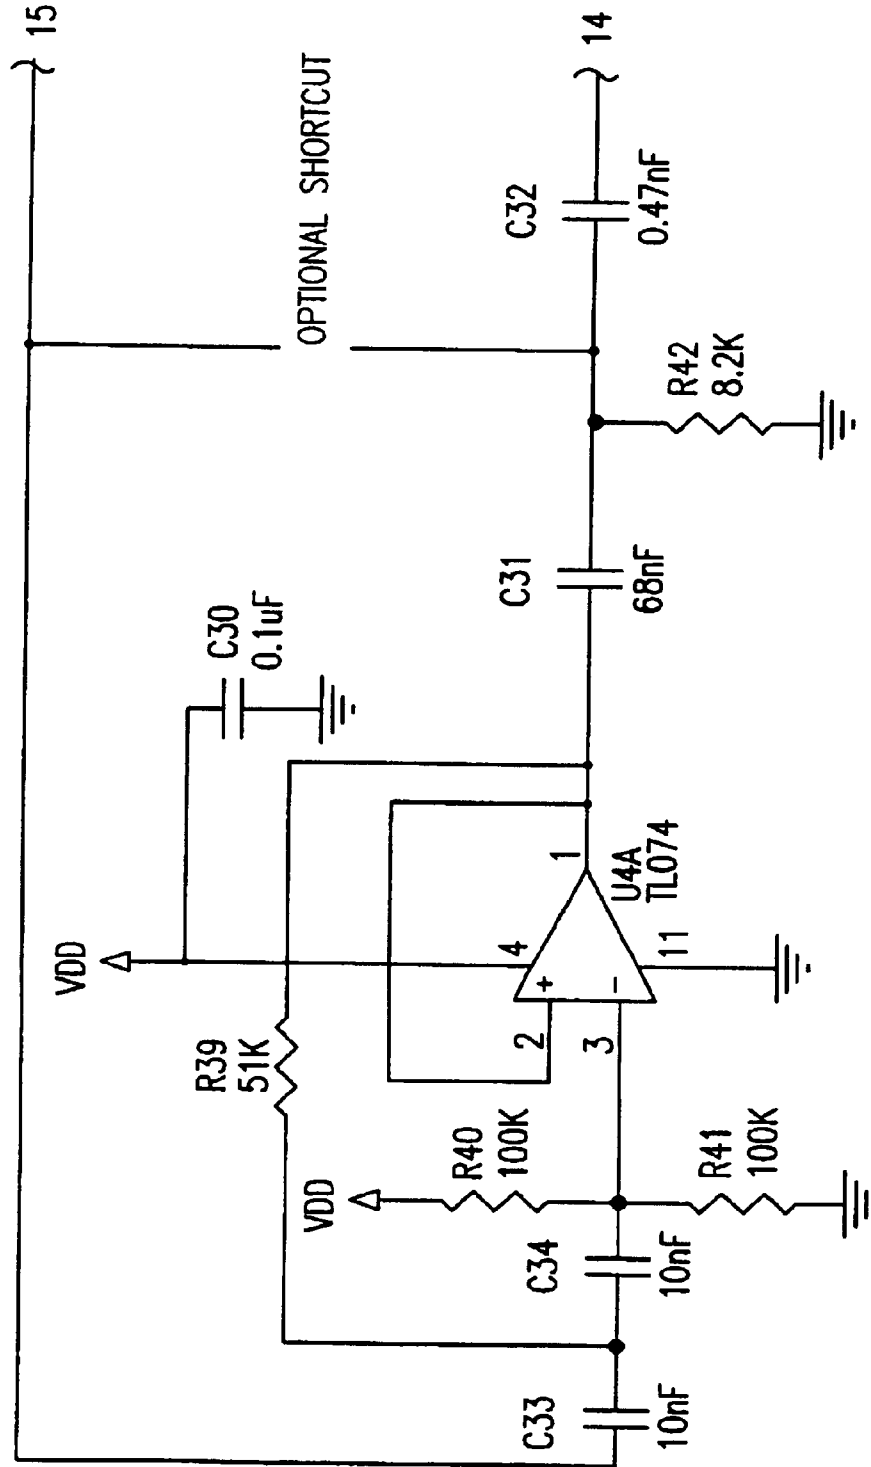 15
OPTIONAL SHORTCUT
14
C32
0.47nF
R42
8.2K
C31
68nF
C30
0.1uF
VDD
4
1
U4A
TL074
+
-
2
3
11
R39
51K
VDD
R40
100K
R41
100K
C34
10nF
C33
10nF